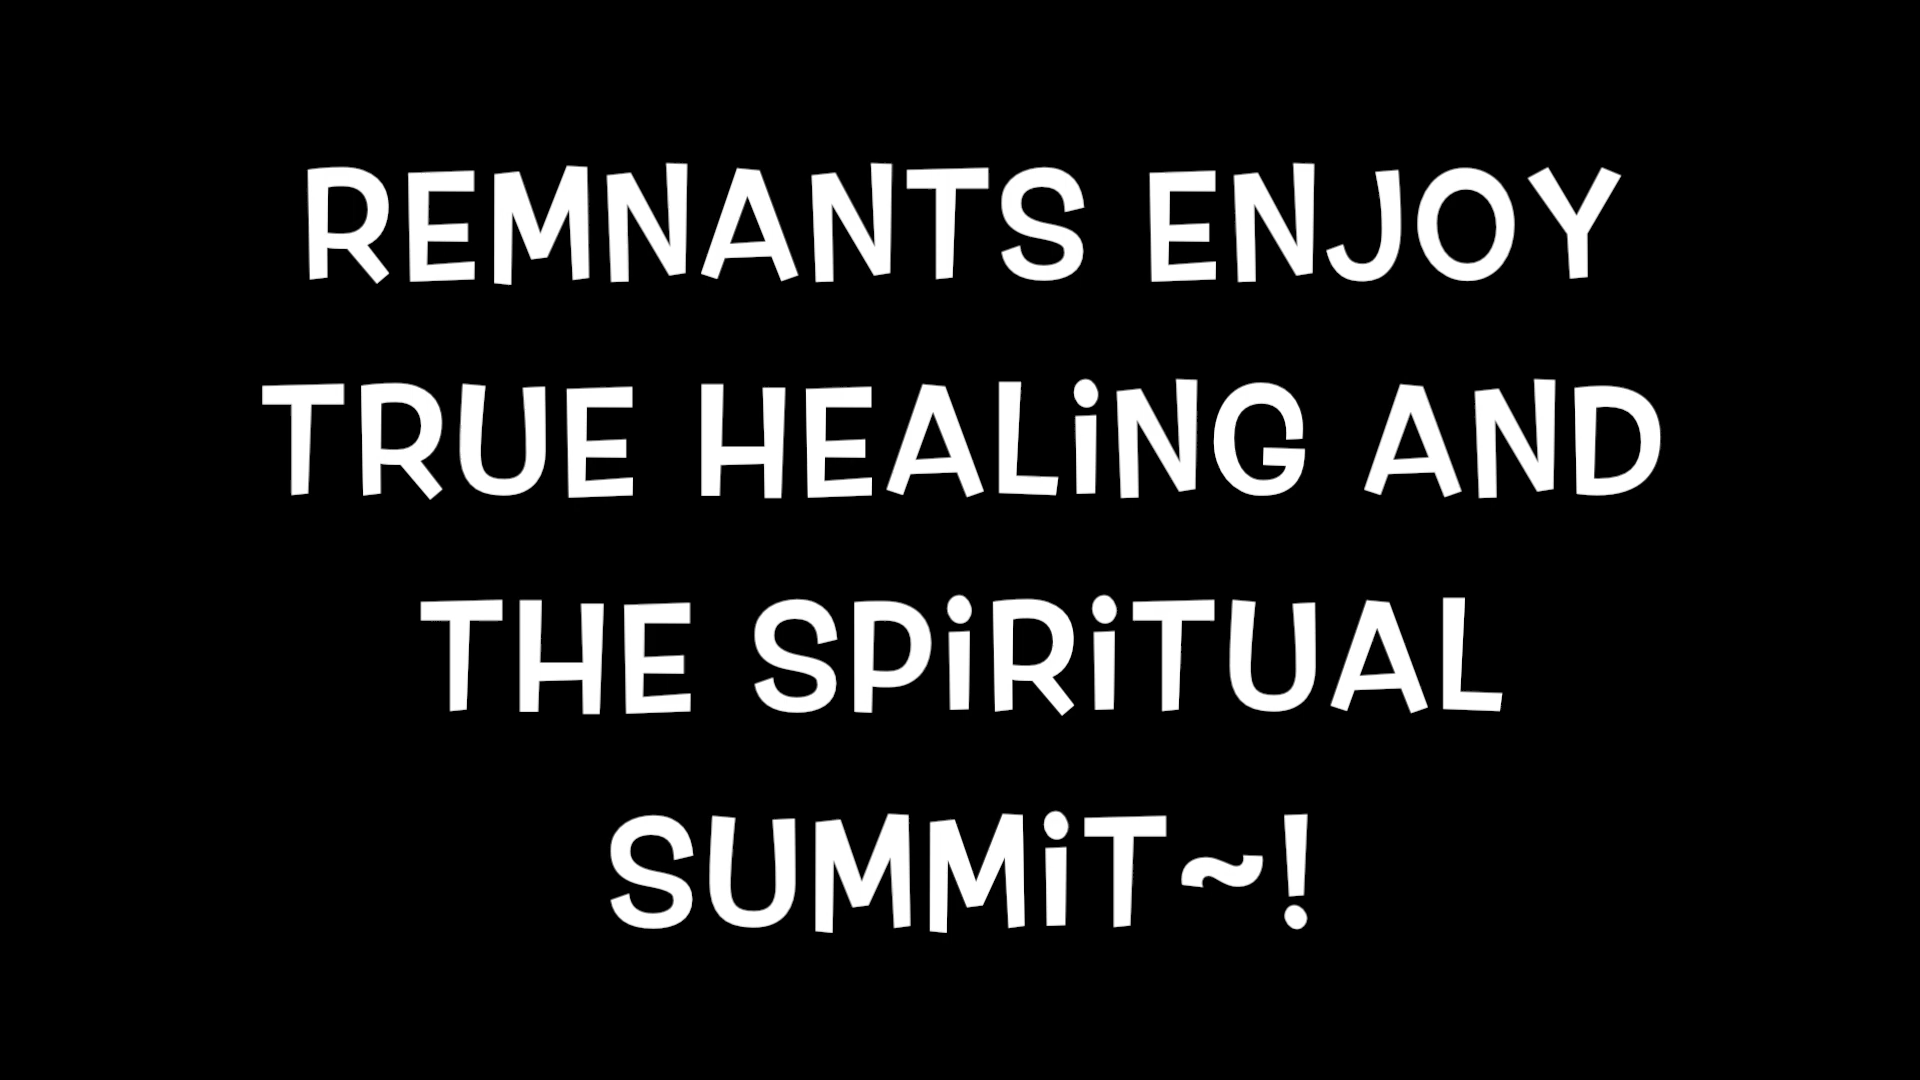 REMNANTS ENJOY
TRUE HEALiNG AND
THE SPiRiTUAL
SUMMiT~!